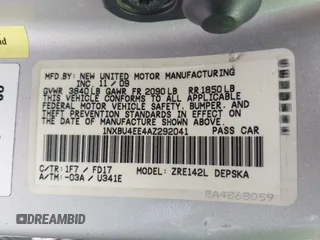 MFD.BY: NEW UNITED MOTOR MANUFACTURING
INC. 11/09
GVWR 3840LB GAWR FR 2090LB RR1850LB
THIS VEHICLE CONFORMS TO ALL APPLICABLE
FEDERAL MOTOR VEHICLE SAFETY, BUMPER, AND
THEFT PREVENTION STANDARDS IN EFFECT ON
THE DATE OF MANUFACTURE SHOWN ABOVE.
1NXBU4EE4AZ292041 PASS CAR
C/TR: 1F7 / FD17 MODEL: ZRE142L DEPSKA
A/TM: -03A / U341E
BA4868059
DREAMBID